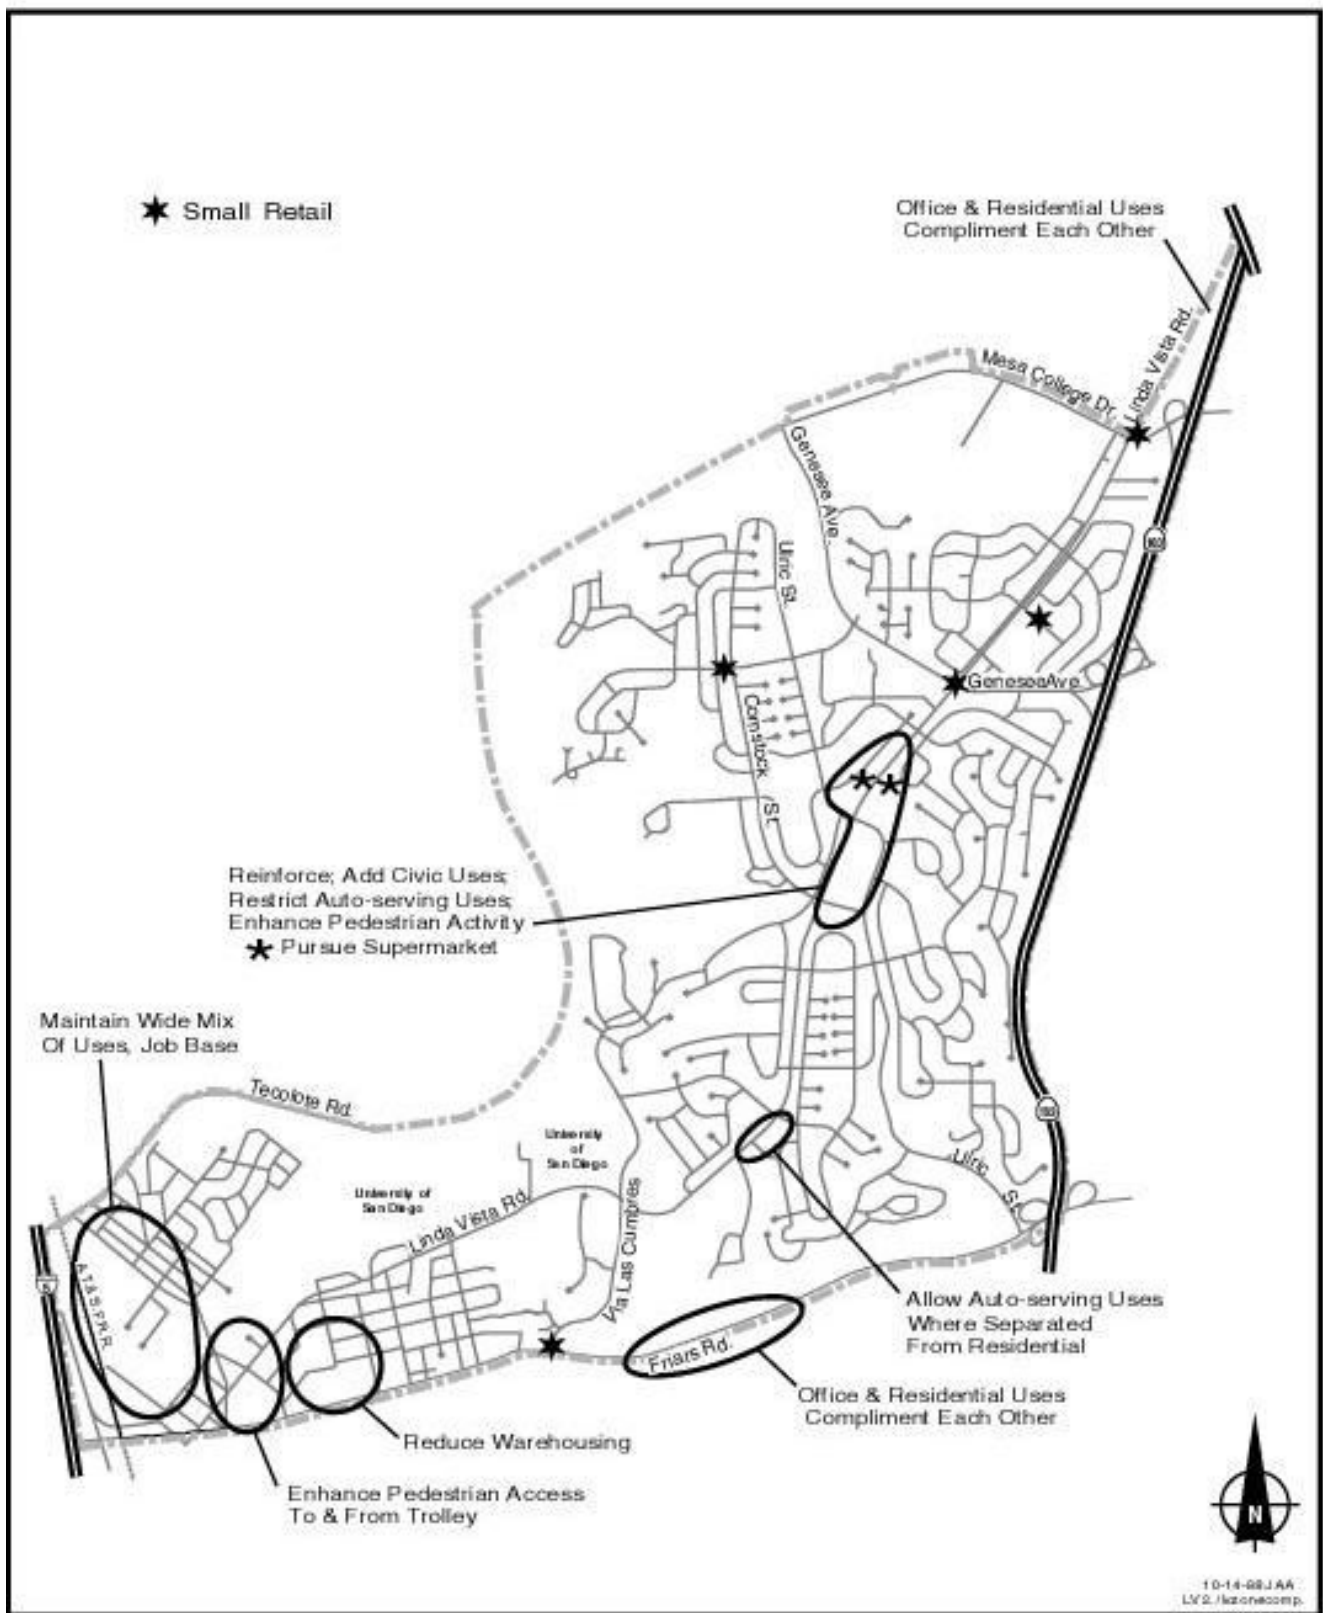 Small Retail
Office & Residential Uses
Compliment Each Other
Linda Vista Rd.
Mesa College Dr.
Genesee Ave.
Ulric St.
GeneseeAve.
Comstock St.
Reinforce; Add Civic Uses;
Restrict Auto-serving Uses;
Enhance Pedestrian Activity
Pursue Supermarket
Maintain Wide Mix
Of Uses, Job Base
Tecolote Rd.
University
of
San Diego
University of
San Diego
Linda Vista Rd.
Via Las Cumbres
Ulric St.
A.T.& S.F.R.R.
5
Friars Rd.
Allow Auto-serving Uses
Where Separated
From Residential
Office & Residential Uses
Compliment Each Other
Reduce Warehousing
Enhance Pedestrian Access
To & From Trolley
N